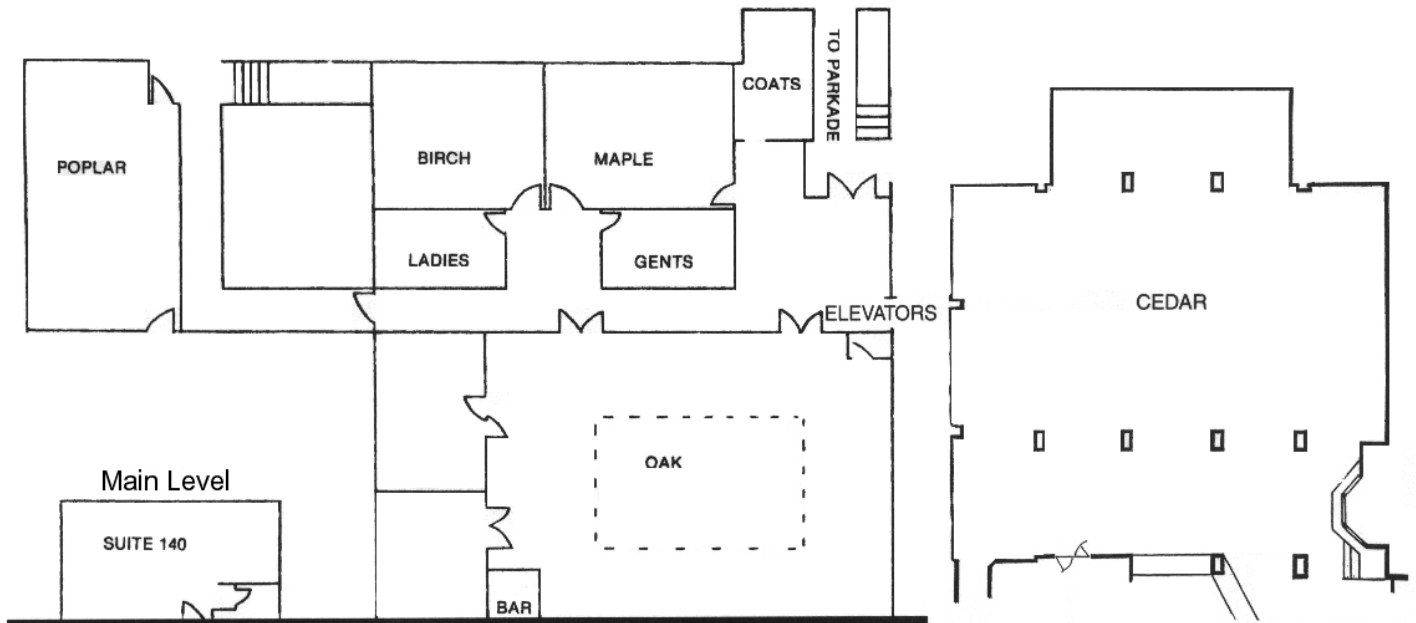 COATS
TO PARKADE
POPLAR
BIRCH
MAPLE
LADIES
GENTS
ELEVATORS
CEDAR
OAK
Main Level
SUITE 140
BAR